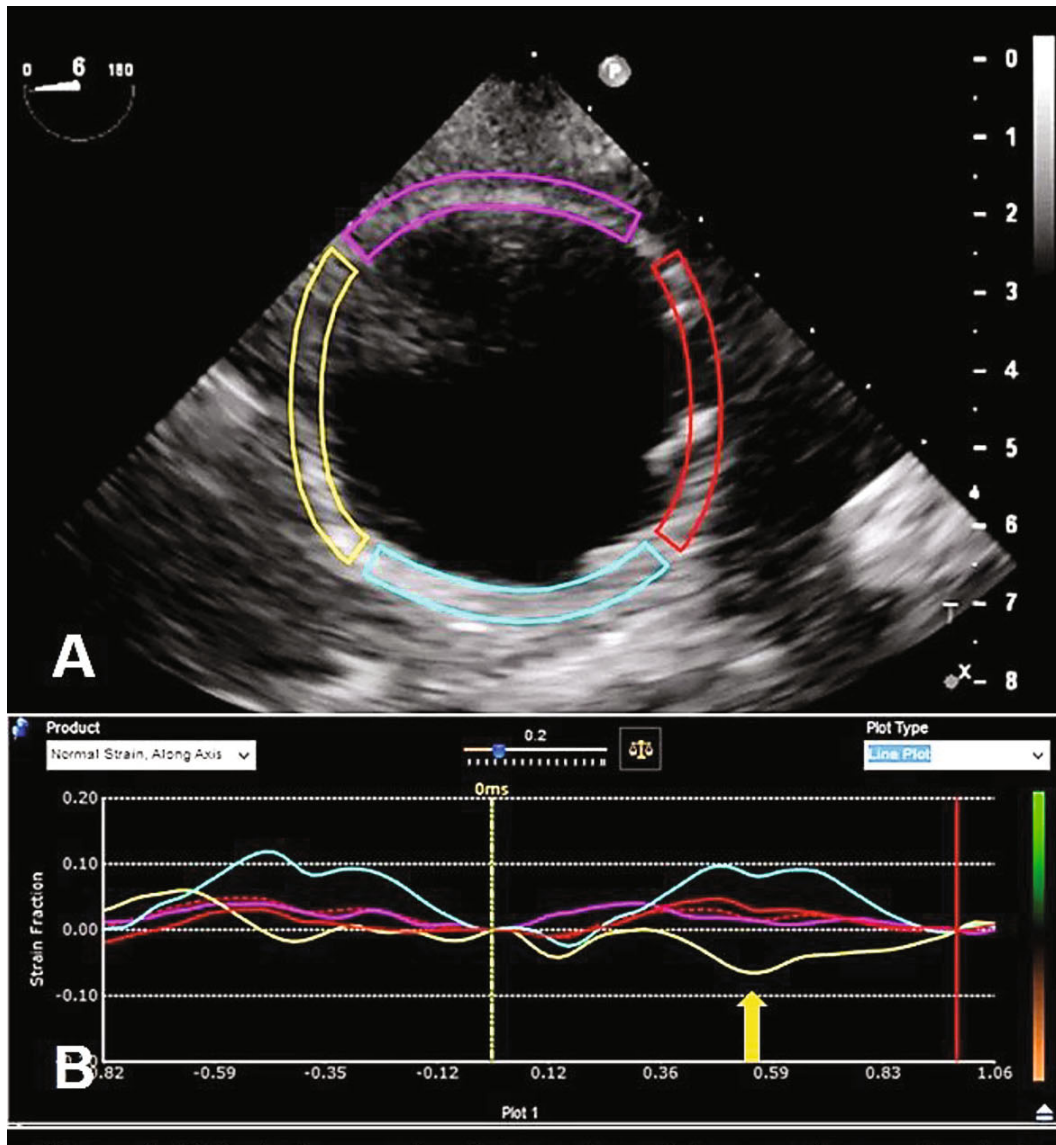 0 6 180
P
0
1
2
3
4
5
6
7
8
X
A
Product
Normal Strain, Along Axis
0.2
Plot Type
Line Plot
0ms
0.20
0.10
0.00
-0.10
Strain Fraction
B
-0.59 -0.35 -0.12 0.12 0.36 0.59 0.83 1.06
Plot 1